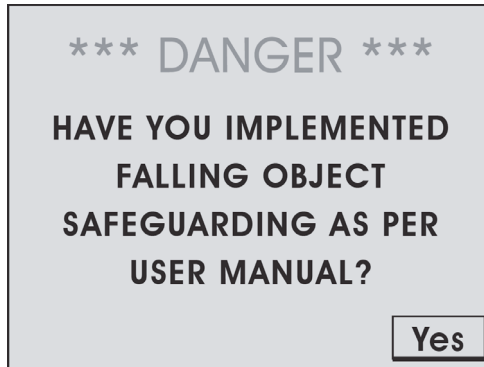 *** DANGER ***
HAVE YOU IMPLEMENTED
FALLING OBJECT
SAFEGUARDING AS PER
USER MANUAL?
Yes